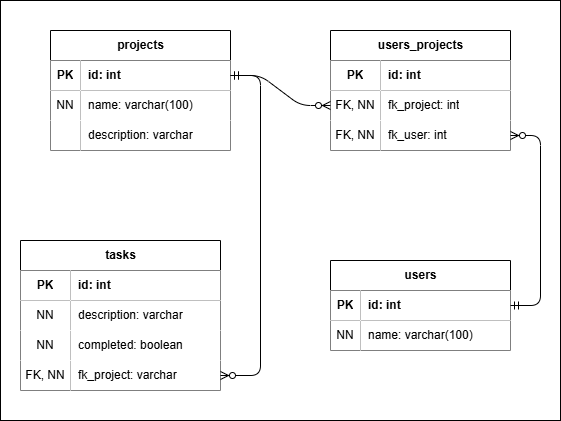 projects
PK id: int
NN name: varchar(100)
description: varchar
users_projects
PK id: int
FK, NN fk_project: int
FK, NN fk_user: int
tasks
PK id: int
NN description: varchar
NN completed: boolean
FK, NN fk_project: varchar
users
PK id: int
NN name: varchar(100)